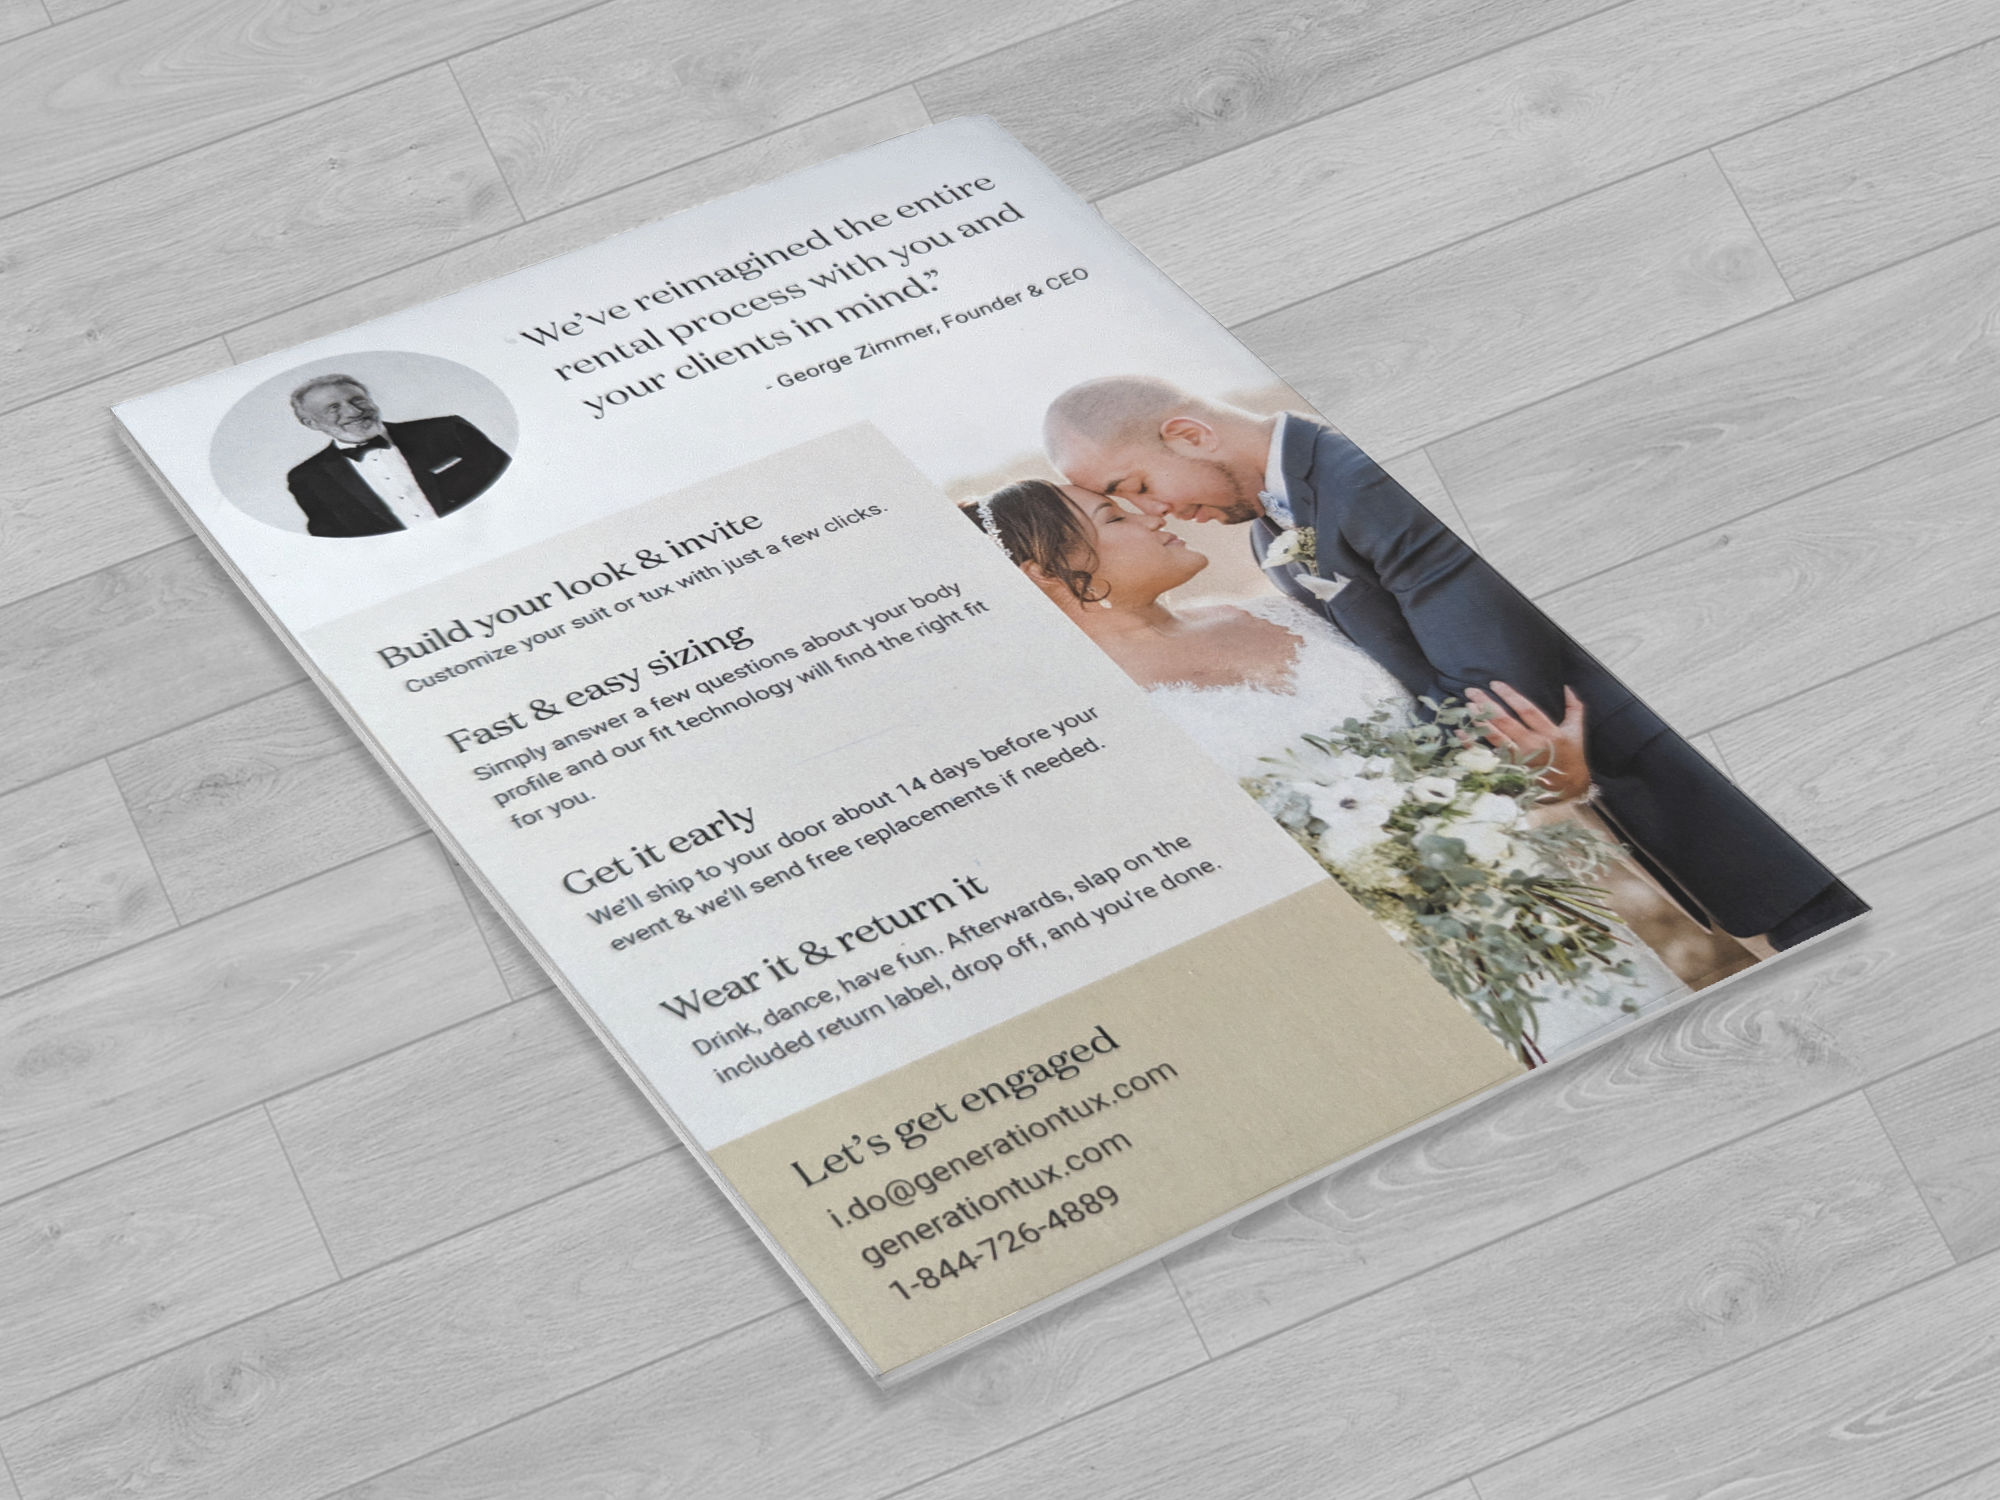 “We’ve reimagined the entire
rental process with you and
your clients in mind.”
- George Zimmer, Founder & CEO
Build your look & invite
Customize your suit or tux with just a few clicks.
Fast & easy sizing
Simply answer a few questions about your body
profile and our fit technology will find the right fit
for you.
Get it early
We'll ship to your door about 14 days before your
event & we'll send free replacements if needed.
Wear it & return it
Drink, dance, have fun. Afterwards, slap on the
included return label, drop off, and you're done.
Let’s get engaged
i.do@generationtux.com
generationtux.com
1-844-726-4889